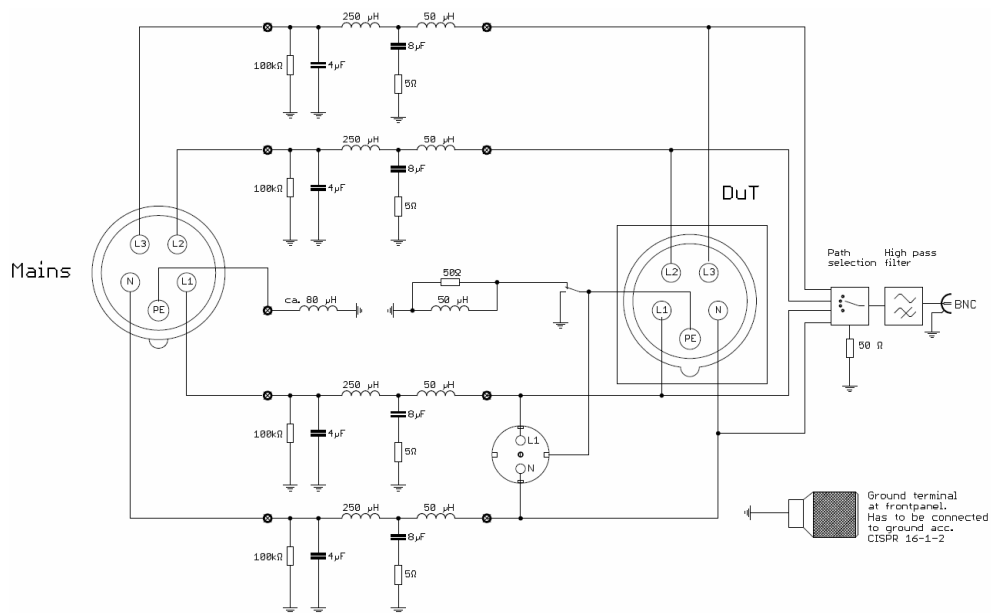 250 µH
50 µH
8µF
100kΩ
4µF
5Ω
250 µH
50 µH
8µF
100kΩ
4µF
5Ω
DuT
Mains
L3
L2
N
L1
PE
ca. 80 µH
50Ω
50 µH
L2
L3
L1
N
PE
Path
selection
High pass
filter
BNC
50 Ω
250 µH
50 µH
8µF
100kΩ
4µF
5Ω
L1
N
250 µH
50 µH
8µF
100kΩ
4µF
5Ω
Ground terminal
at frontpanel.
Has to be connected
to ground acc.
CISPR 16-1-2